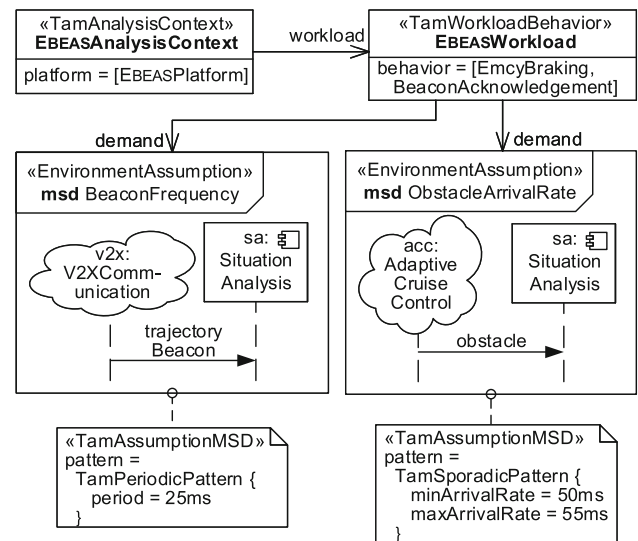 «TamAnalysisContext»
EBEASAnalysisContext
platform = [EBEASPlatform]
workload
«TamWorkloadBehavior»
EBEASWorkload
behavior = [EmcyBraking,
BeaconAcknowledgement]
demand
demand
«EnvironmentAssumption»
msd BeaconFrequency
v2x:
V2XComm-
unication
sa:
Situation
Analysis
trajectory
Beacon
«EnvironmentAssumption»
msd ObstacleArrivalRate
acc:
Adaptive
Cruise
Control
sa:
Situation
Analysis
obstacle
«TamAssumptionMSD»
pattern =
TamPeriodicPattern {
period = 25ms
}
«TamAssumptionMSD»
pattern =
TamSporadicPattern {
minArrivalRate = 50ms
maxArrivalRate = 55ms
}